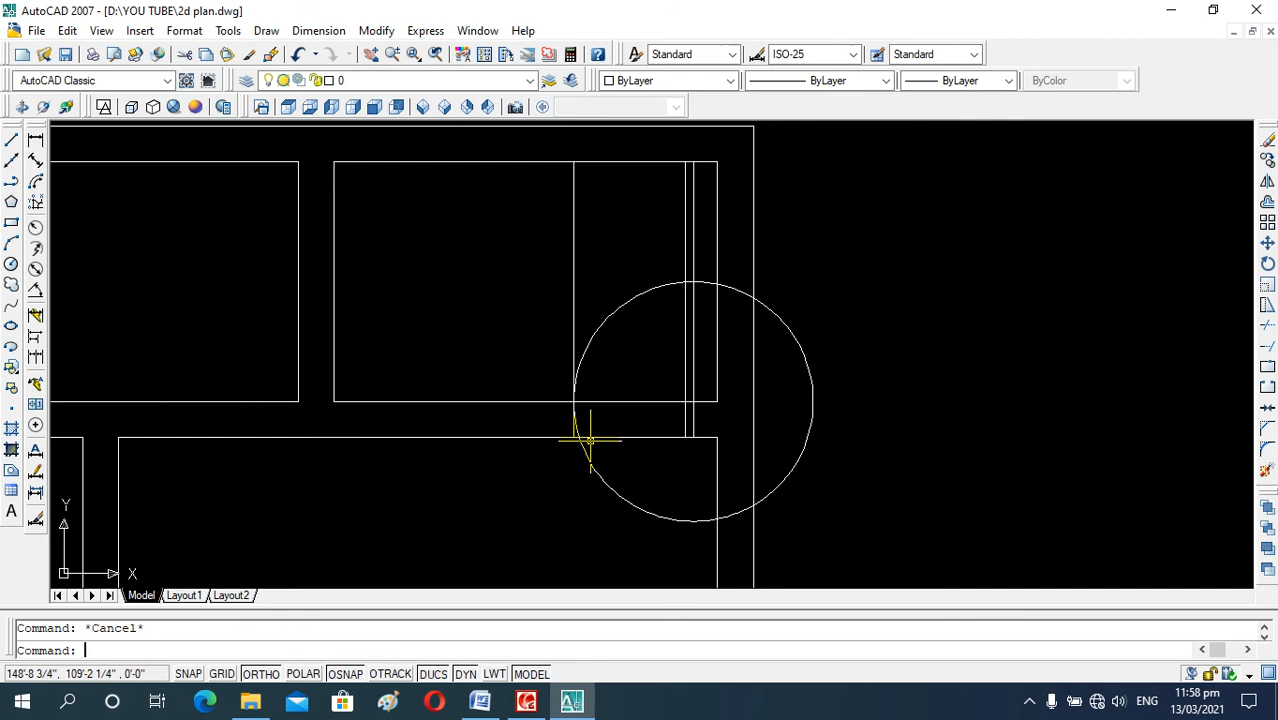 AutoCAD 2007 - [D:\YOU TUBE\2d plan.dwg]
File Edit View Insert Format Tools Draw Dimension Modify Express Window Help
Standard ISO-25 Standard
AutoCAD Classic 0 ByLayer ByLayer ByLayer ByColor
Y
X
Model Layout1 Layout2
Command: *Cancel*
Command:
148'-8 3/4", 109'-2 1/4", 0'-0" SNAP GRID ORTHO POLAR OSNAP OTRACK DUCS DYN LWT MODEL
ENG
11:58 pm
13/03/2021